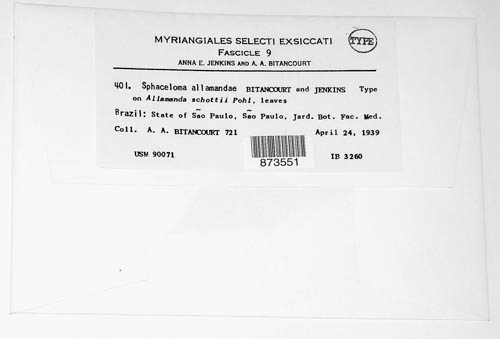 MYRIANGIALES SELECTI EXSICCATI
TYPE
FASCICLE 9
ANNA E. JENKINS AND A. A. BITANCOURT
401. Sphaceloma allamandae BITANCOURT and JENKINS Type
on Allamanda schottii Pohl, leaves
Brazil: State of São Paulo, São Paulo, Jard. Bot. Fac. Med.
Coll. A. A. BITANCOURT 721 April 24, 1939
USM 90071 IB 3260
873551